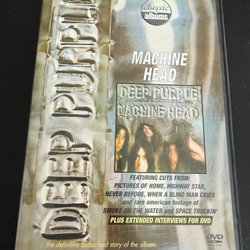 classic
albums
MACHINE
HEAD
DEEP PURPLE
DEEP PURPLE
MACHINE HEAD
FEATURING CUTS FROM:
PICTURES OF HOME, HIGHWAY STAR,
NEVER BEFORE, WHEN A BLIND MAN CRIES
and rare american footage of
SMOKE ON THE WATER and SPACE TRUCKIN'
PLUS EXTENDED INTERVIEWS FOR DVD
DVD
the definitive authorised story of the album